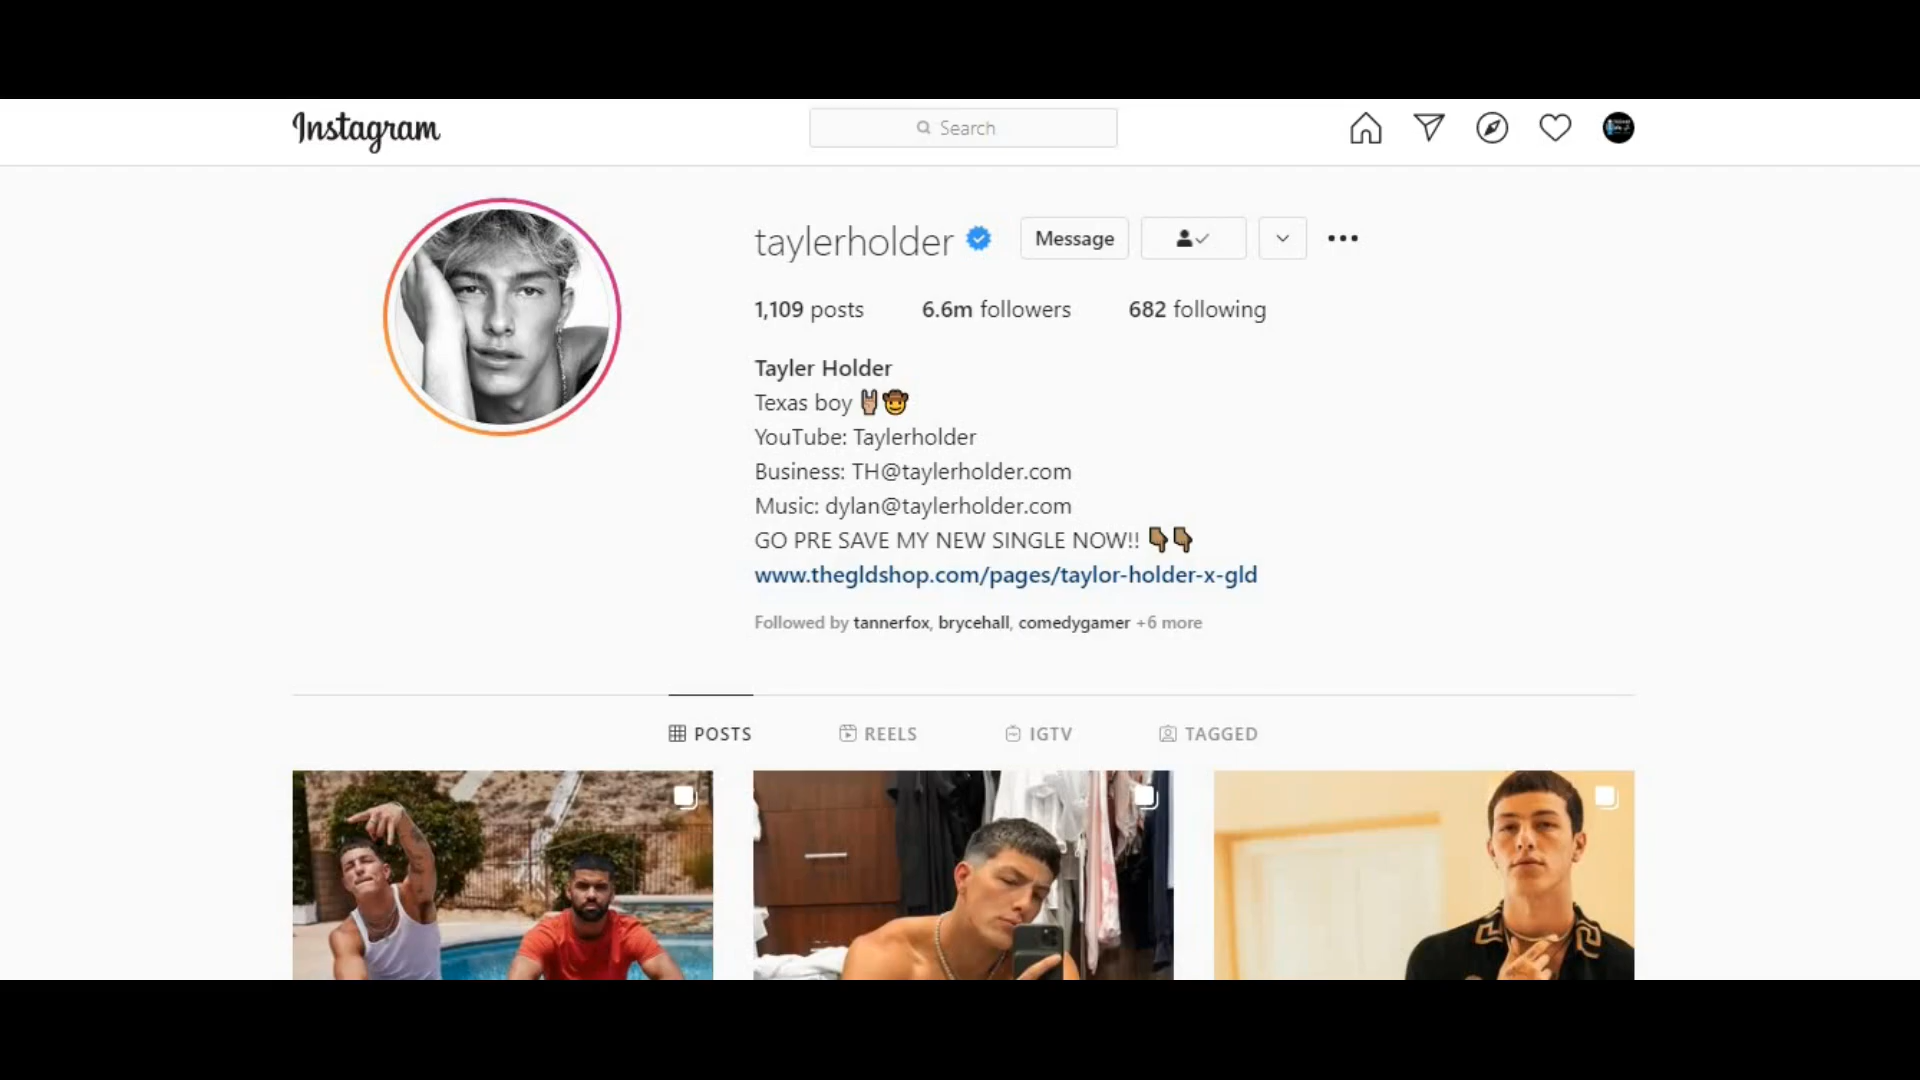 Instagram
Search
taylerholder
Message
1,109 posts 6.6m followers 682 following
Tayler Holder
Texas boy 🤘🏼🤠
YouTube: Taylerholder
Business: TH@taylerholder.com
Music: dylan@taylerholder.com
GO PRE SAVE MY NEW SINGLE NOW!! 👇🏾👇🏾
www.thegldshop.com/pages/taylor-holder-x-gld
Followed by tannerfox, brycehall, comedygamer +6 more
POSTS REELS IGTV TAGGED